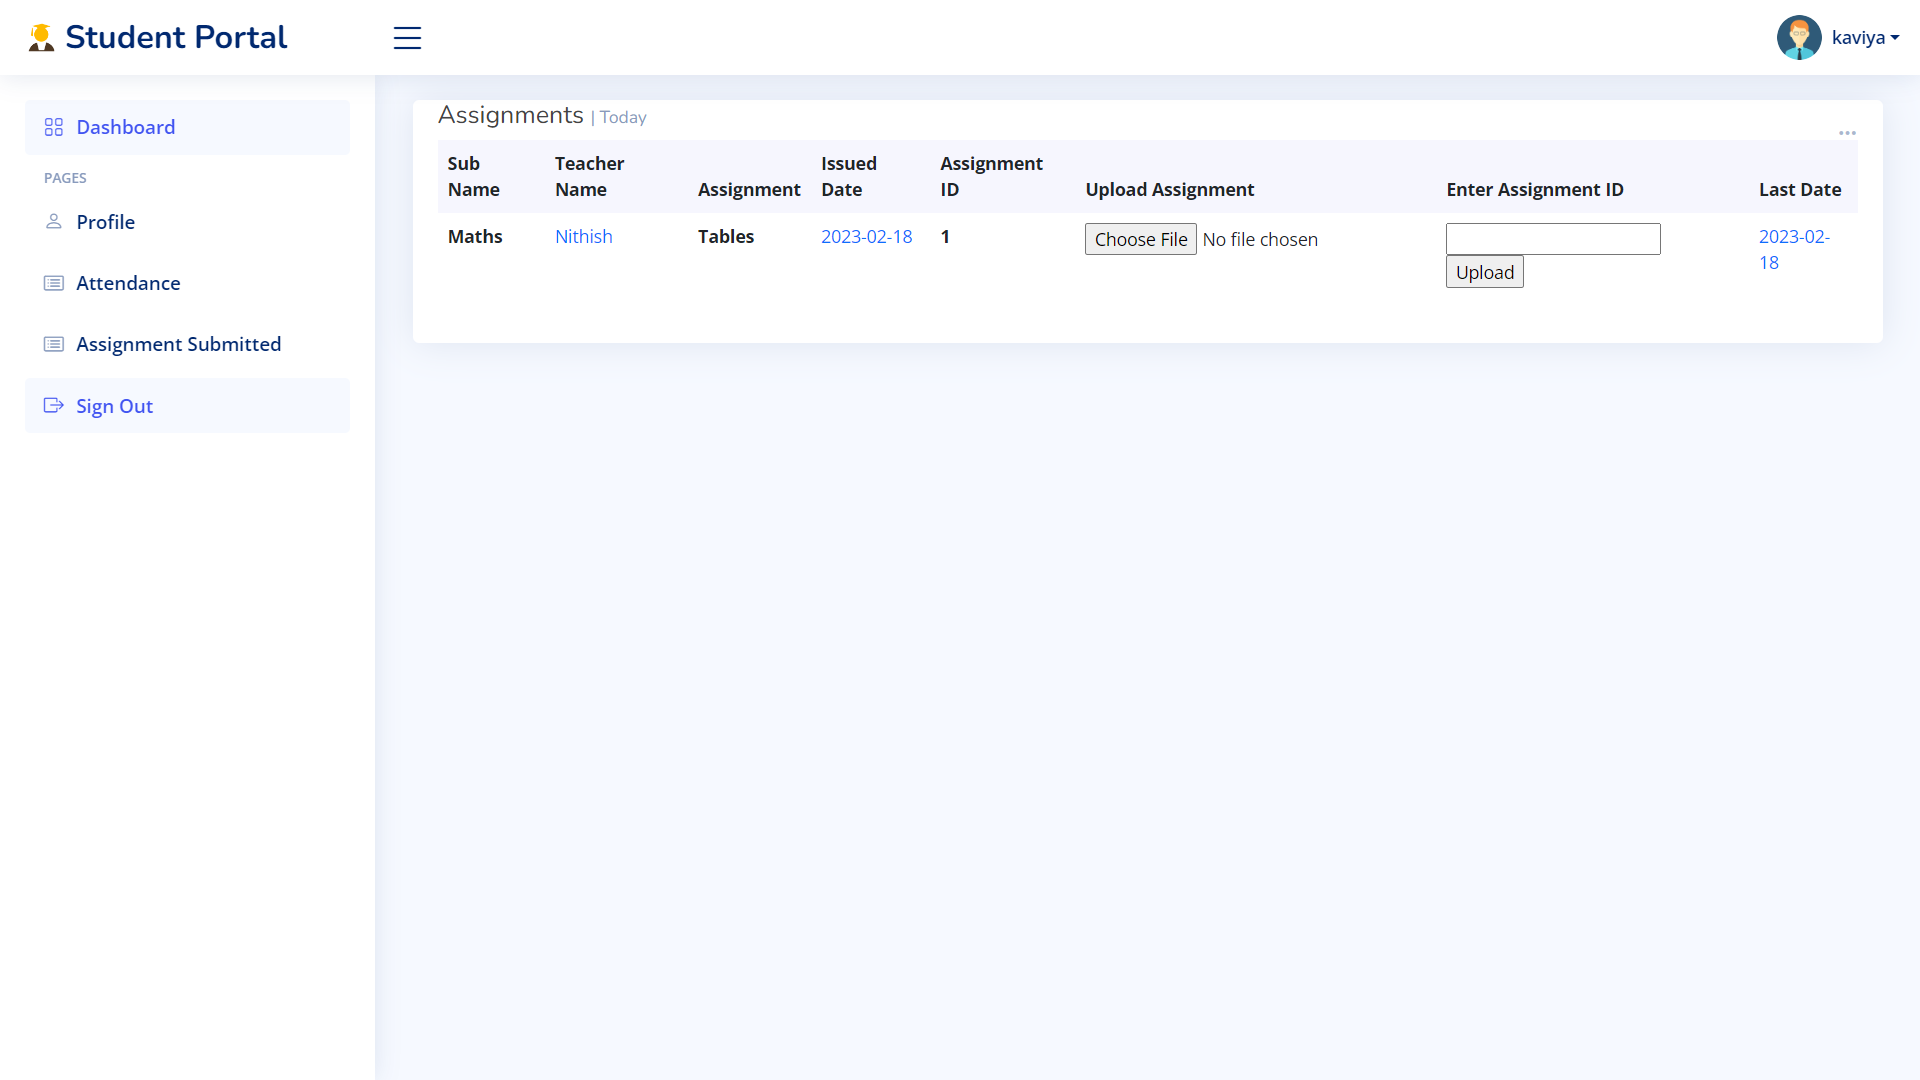 Student Portal
kaviya
Dashboard
PAGES
Profile
Attendance
Assignment Submitted
Sign Out
Assignments | Today
Sub Name
Teacher Name
Assignment
Issued Date
Assignment ID
Upload Assignment
Enter Assignment ID
Last Date
Maths
Nithish
Tables
2023-02-18
1
Choose File No file chosen
Upload
2023-02-
18